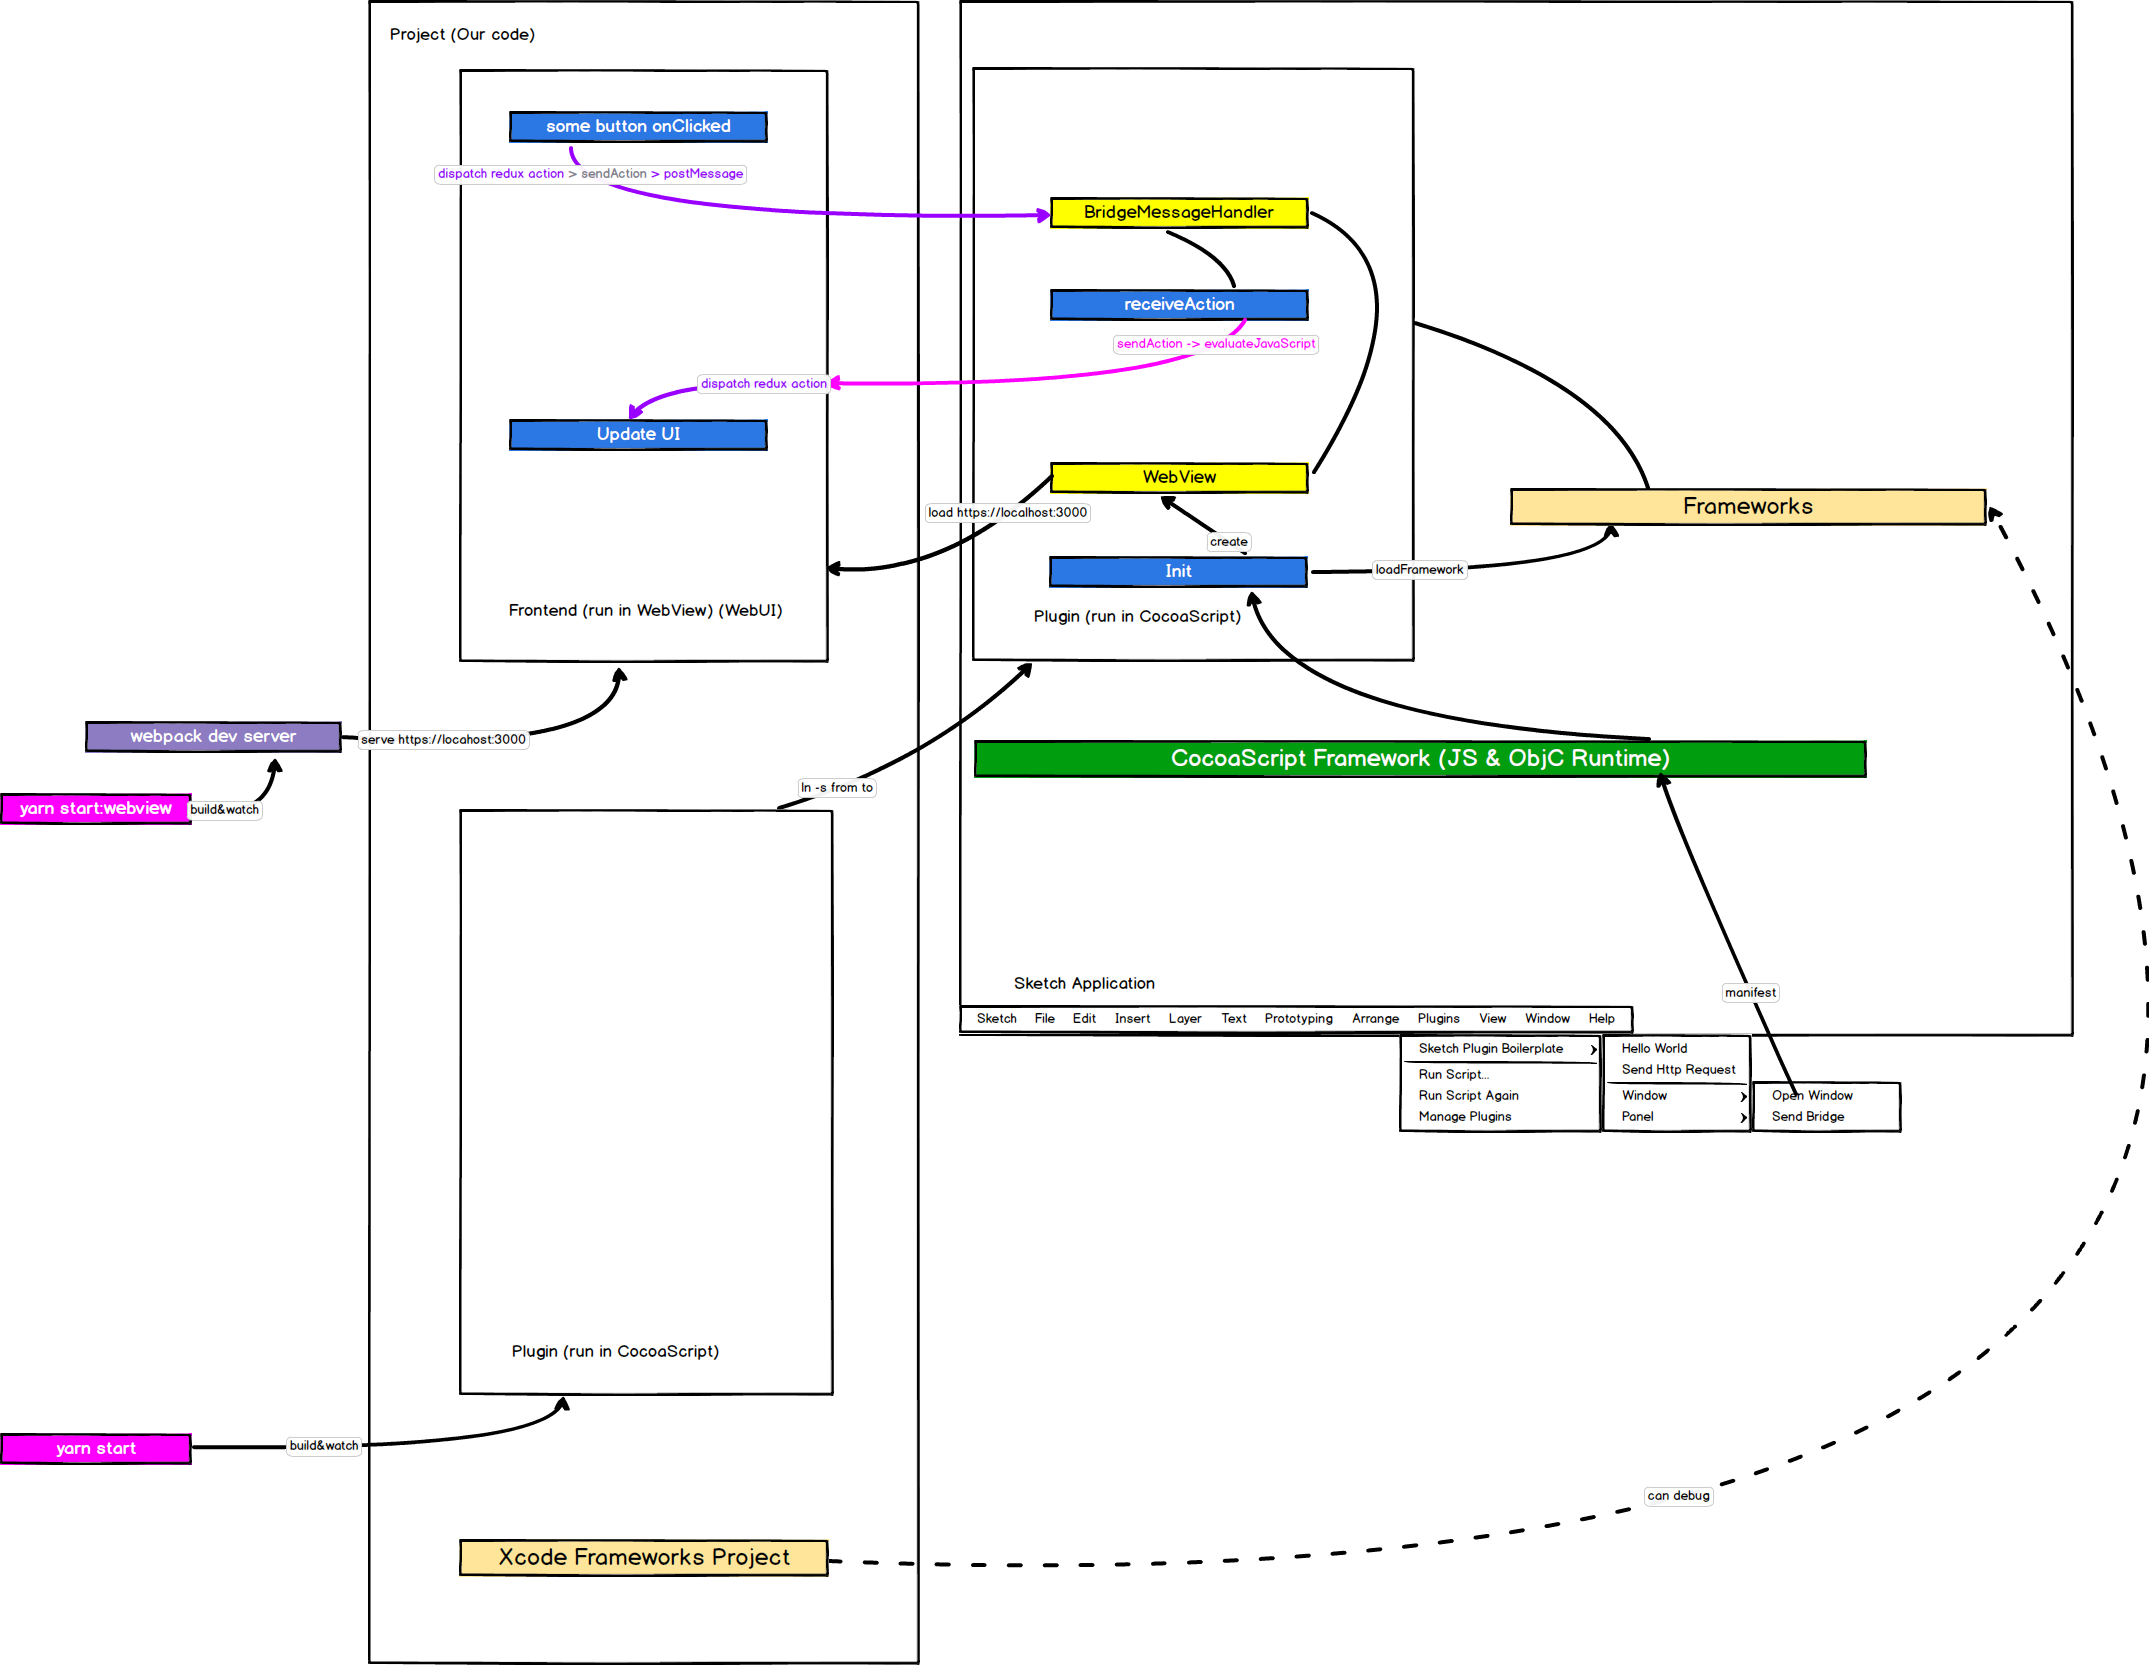 Project (Our code)
some button onClicked
dispatch redux action > sendAction > postMessage
BridgeMessageHandler
receiveAction
sendAction -> evaluateJavaScript
dispatch redux action
Update UI
WebView
load https://localhost:3000
create
Init
loadFramework
Frameworks
Frontend (run in WebView) (WebUI)
Plugin (run in CocoaScript)
webpack dev server
serve https://locahost:3000
yarn start:webview
build&watch
ln -s from to
CocoaScript Framework (JS & ObjC Runtime)
Sketch Application
manifest
Sketch File Edit Insert Layer Text Prototyping Arrange Plugins View Window Help
Sketch Plugin Boilerplate
Run Script...
Run Script Again
Manage Plugins
Hello World
Send Http Request
Window
Panel
Open Window
Send Bridge
Plugin (run in CocoaScript)
yarn start
build&watch
can debug
Xcode Frameworks Project